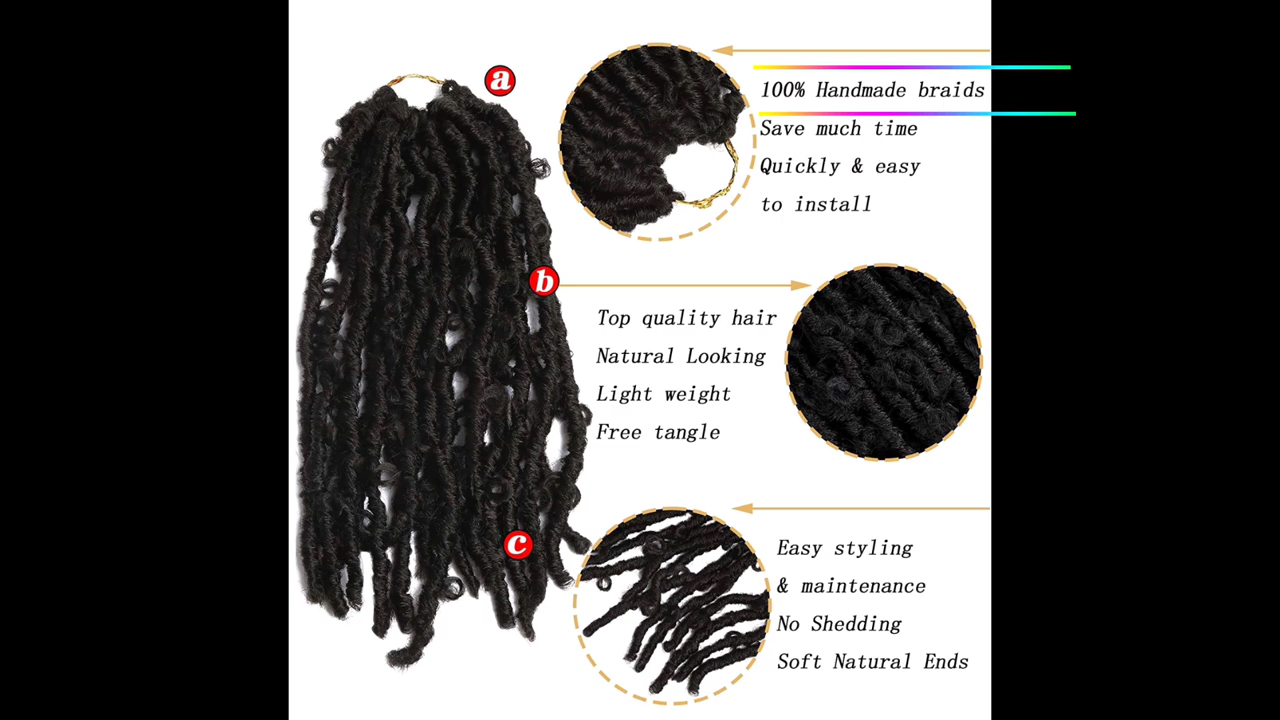 a
100% Handmade braids
Save much time
Quickly & easy
to install
b
Top quality hair
Natural Looking
Light weight
Free tangle
c
Easy styling
& maintenance
No Shedding
Soft Natural Ends